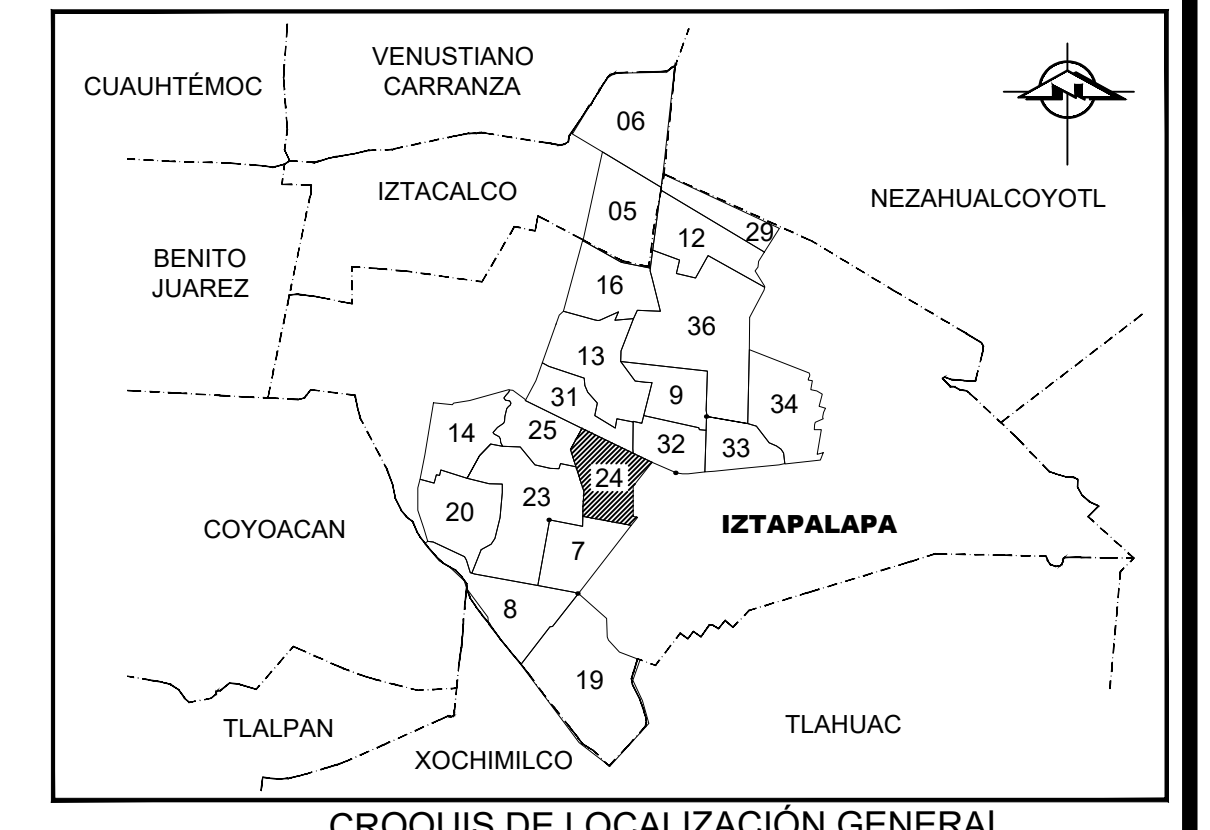 VENUSTIANO
CARRANZA
CUAUHTÉMOC
N
06
IZTACALCO
NEZAHUALCOYOTL
05
29
12
BENITO
JUAREZ
16
36
13
31
9
34
14
25
32
33
24
23
20
COYOACAN
IZTAPALAPA
7
8
19
TLALPAN
TLAHUAC
XOCHIMILCO
CROQUIS DE LOCALIZACIÓN GENERAL